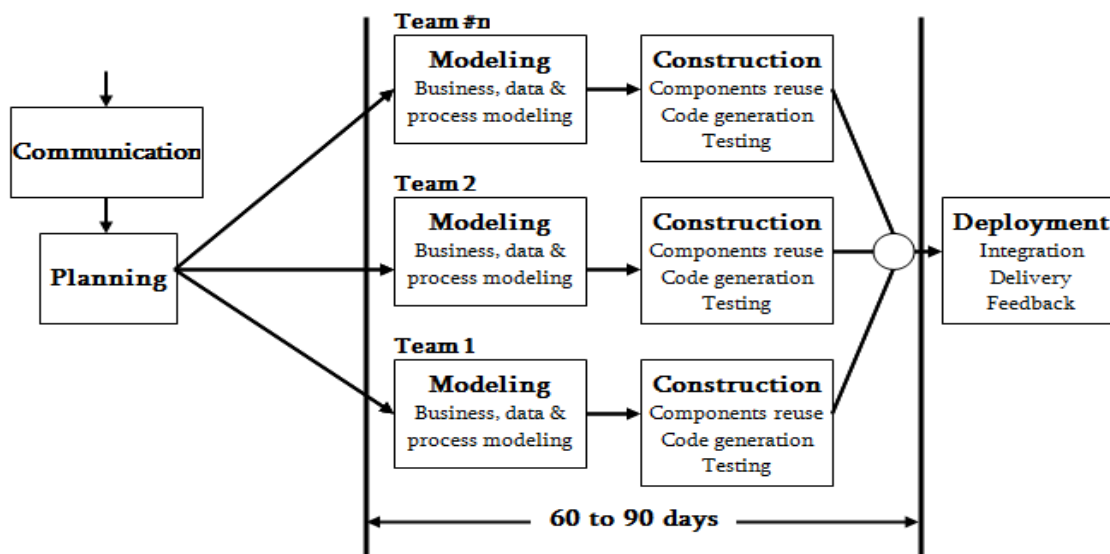 Communication
Planning
Team #n
Modeling
Business, data &
process modeling
Construction
Components reuse
Code generation
Testing
Team 2
Modeling
Business, data &
process modeling
Construction
Components reuse
Code generation
Testing
Team 1
Modeling
Business, data &
process modeling
Construction
Components reuse
Code generation
Testing
Deployment
Integration
Delivery
Feedback
60 to 90 days